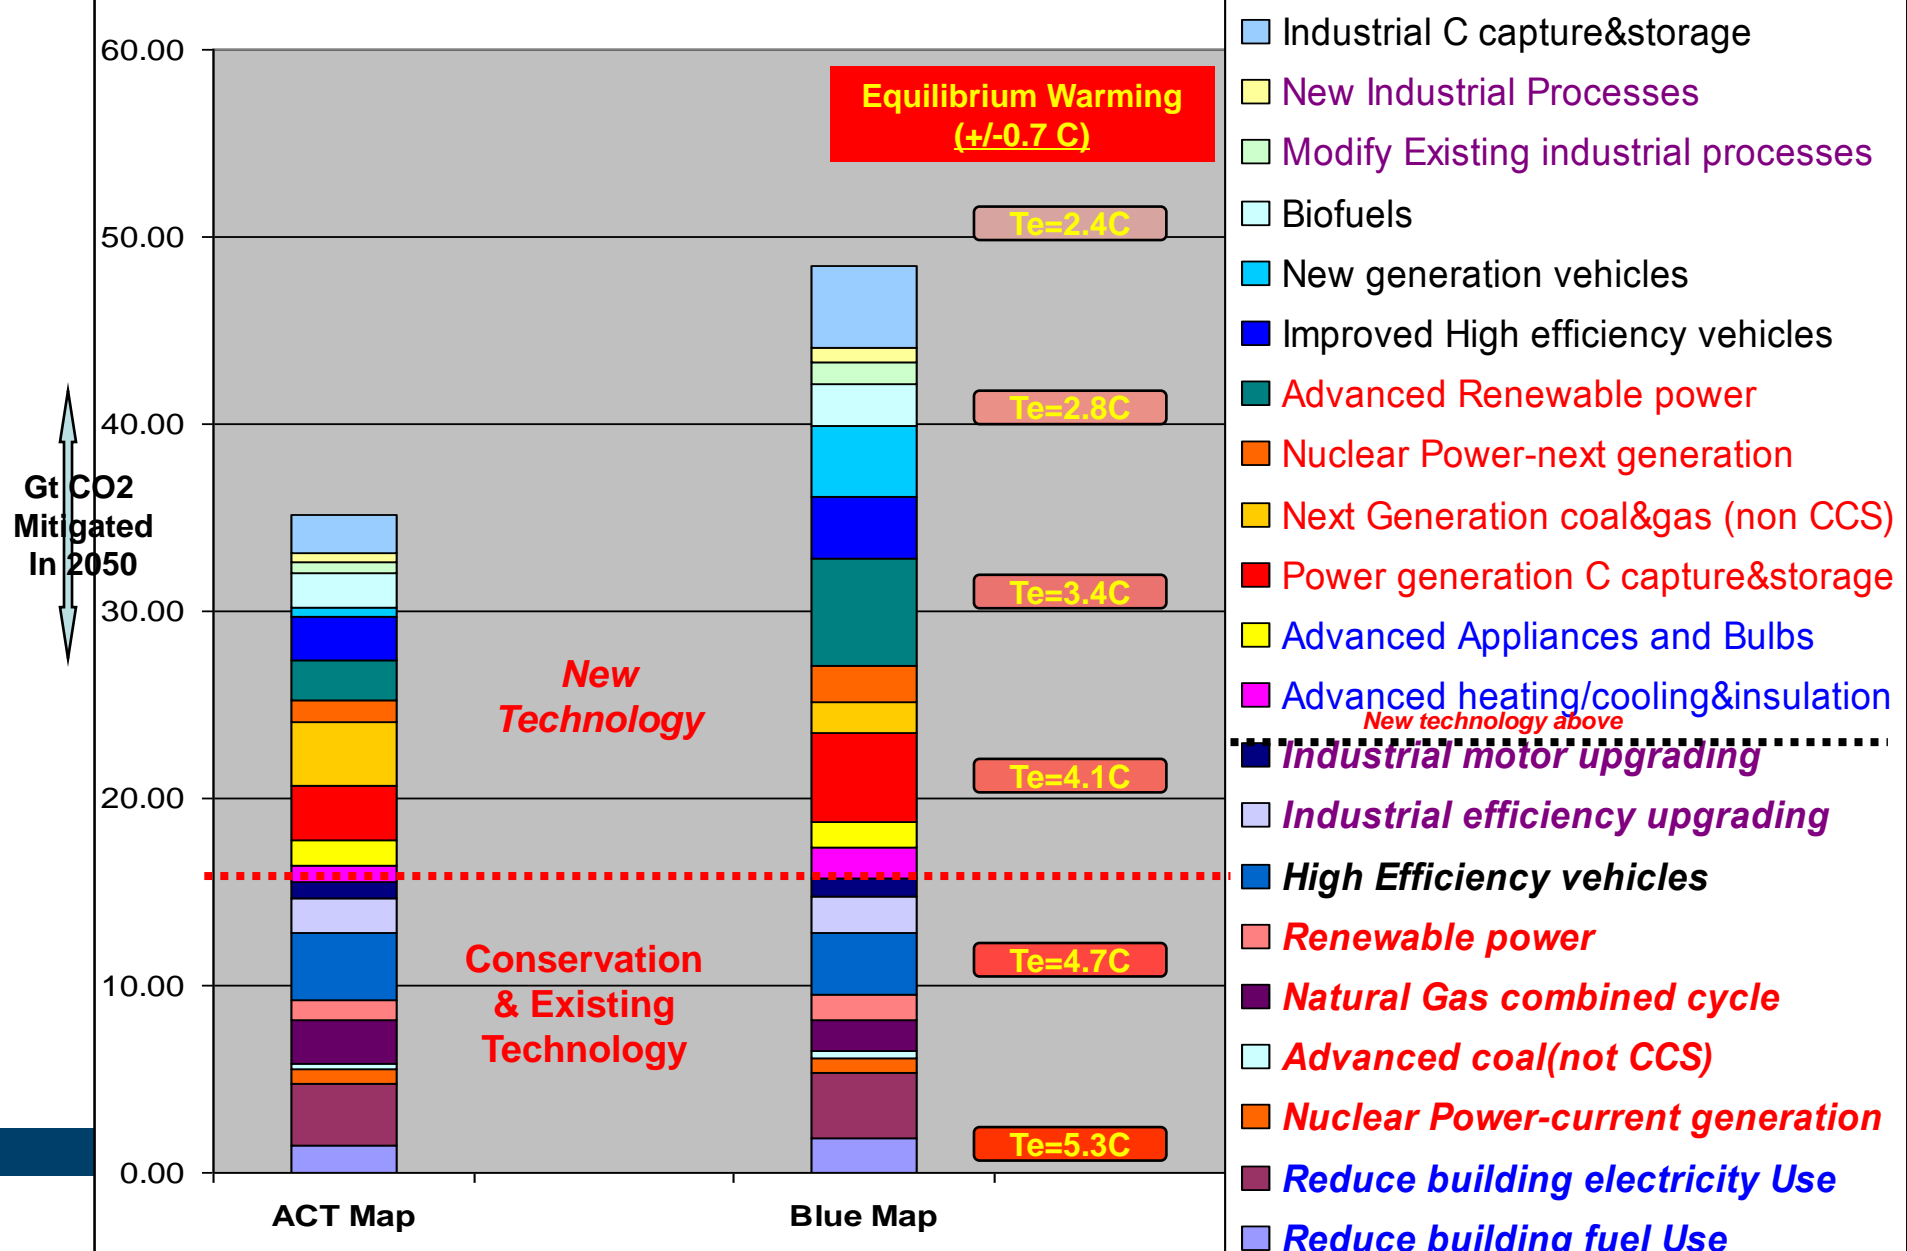 60.00
50.00
40.00
30.00
20.00
10.00
0.00
Gt CO2
Mitigated
In 2050
Equilibrium Warming
(+/-0.7 C)
Te=2.4C
Te=2.8C
Te=3.4C
Te=4.1C
Te=4.7C
Te=5.3C
New
Technology
Conservation
& Existing
Technology
ACT Map
Blue Map
Industrial C capture&storage
New Industrial Processes
Modify Existing industrial processes
Biofuels
New generation vehicles
Improved High efficiency vehicles
Advanced Renewable power
Nuclear Power-next generation
Next Generation coal&gas (non CCS)
Power generation C capture&storage
Advanced Appliances and Bulbs
Advanced heating/cooling&insulation
New technology above
Industrial motor upgrading
Industrial efficiency upgrading
High Efficiency vehicles
Renewable power
Natural Gas combined cycle
Advanced coal(not CCS)
Nuclear Power-current generation
Reduce building electricity Use
Reduce building fuel Use